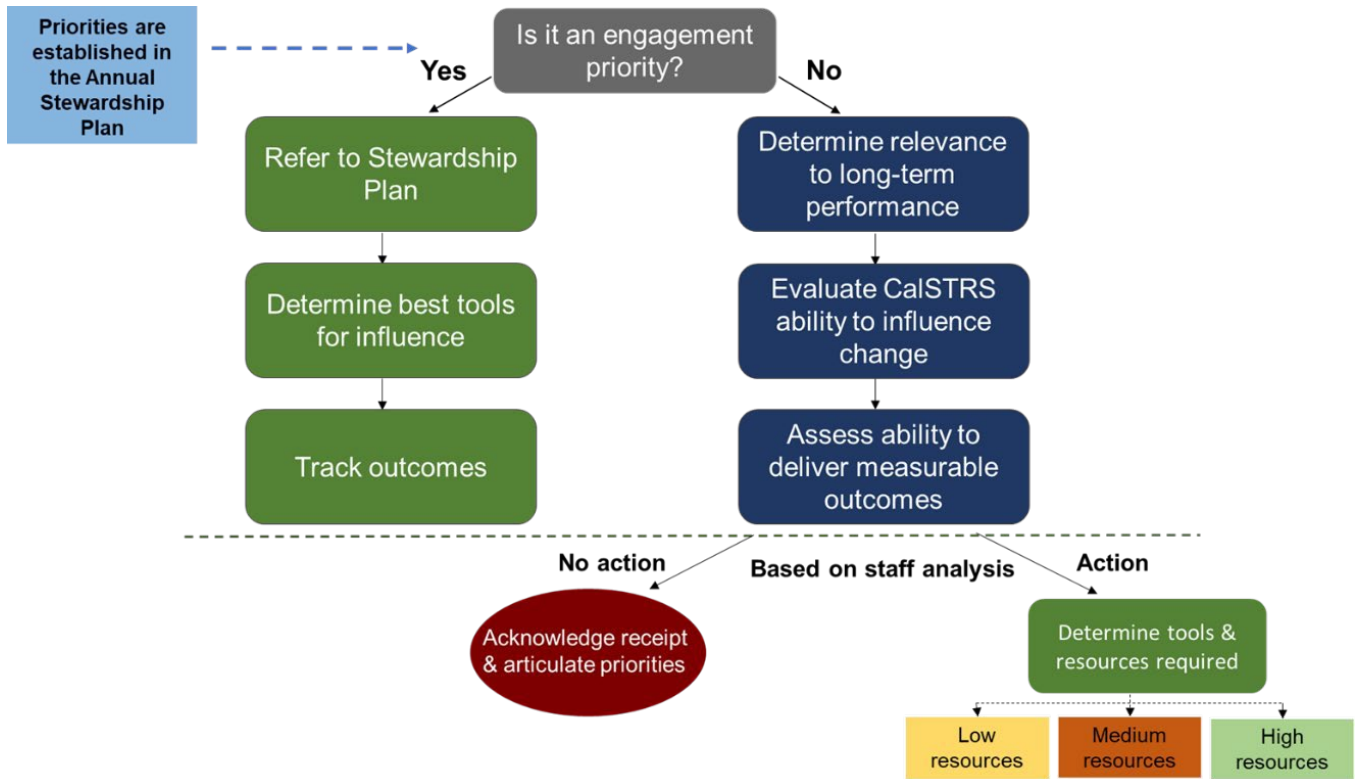 Priorities are
established in
the Annual
Stewardship
Plan
Is it an engagement
priority?
Yes
No
Refer to Stewardship
Plan
Determine relevance
to long-term
performance
Determine best tools
for influence
Evaluate CalSTRS
ability to influence
change
Track outcomes
Assess ability to
deliver measurable
outcomes
No action
Based on staff analysis
Action
Acknowledge receipt
& articulate priorities
Determine tools &
resources required
Low
resources
Medium
resources
High
resources